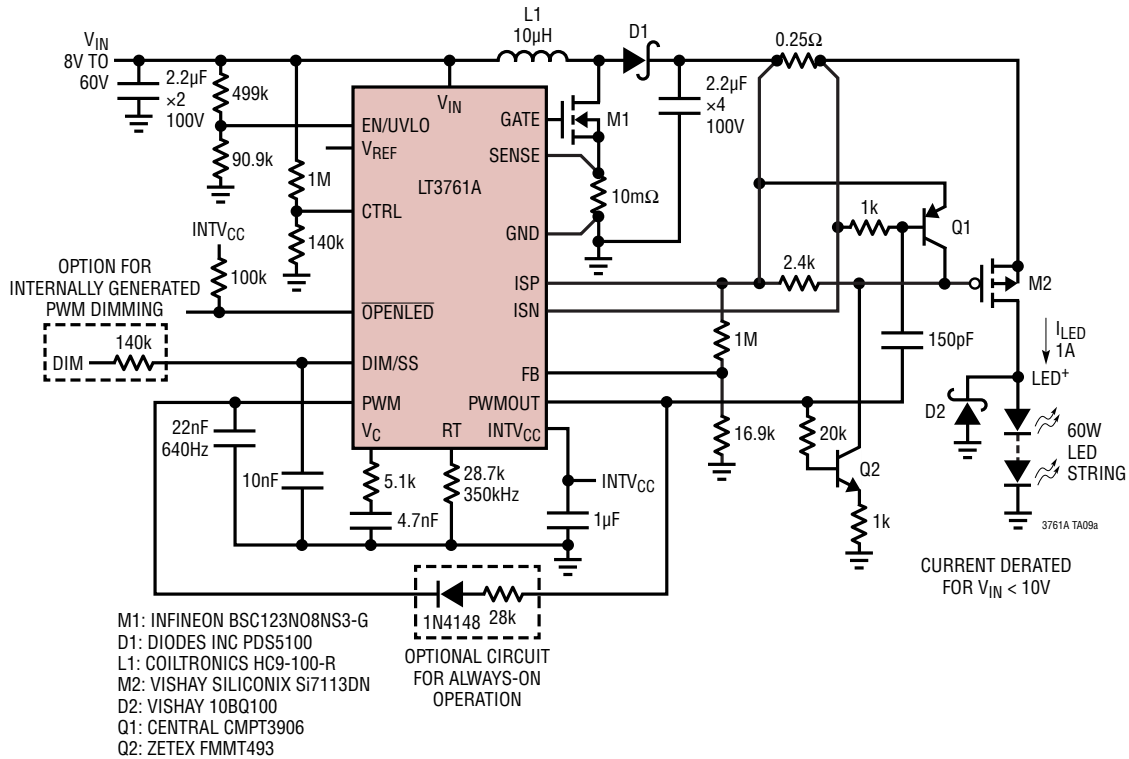 L1
10µH
D1
0.25Ω
V_IN
8V TO
60V
2.2µF
×2
100V
499k
90.9k
1M
140k
V_IN
EN/UVLO
V_REF
LT3761A
CTRL
GATE
SENSE
GND
ISP
ISN
M1
10mΩ
2.2µF
×4
100V
1k
Q1
2.4k
M2
INTV_CC
100k
OPTION FOR
INTERNALLY GENERATED
PWM DIMMING
OPENLED
140k
DIM
DIM/SS
FB
1M
150pF
I_LED
1A
LED+
PWM
PWMOUT
V_C
RT
INTV_CC
16.9k
20k
Q2
D2
60W
LED
STRING
22nF
640Hz
10nF
5.1k
4.7nF
28.7k
350kHz
INTV_CC
1µF
1k
3761A TA09a
CURRENT DERATED
FOR V_IN < 10V
1N4148
28k
OPTIONAL CIRCUIT
FOR ALWAYS-ON
OPERATION
M1: INFINEON BSC123NO8NS3-G
D1: DIODES INC PDS5100
L1: COILTRONICS HC9-100-R
M2: VISHAY SILICONIX Si7113DN
D2: VISHAY 10BQ100
Q1: CENTRAL CMPT3906
Q2: ZETEX FMMT493